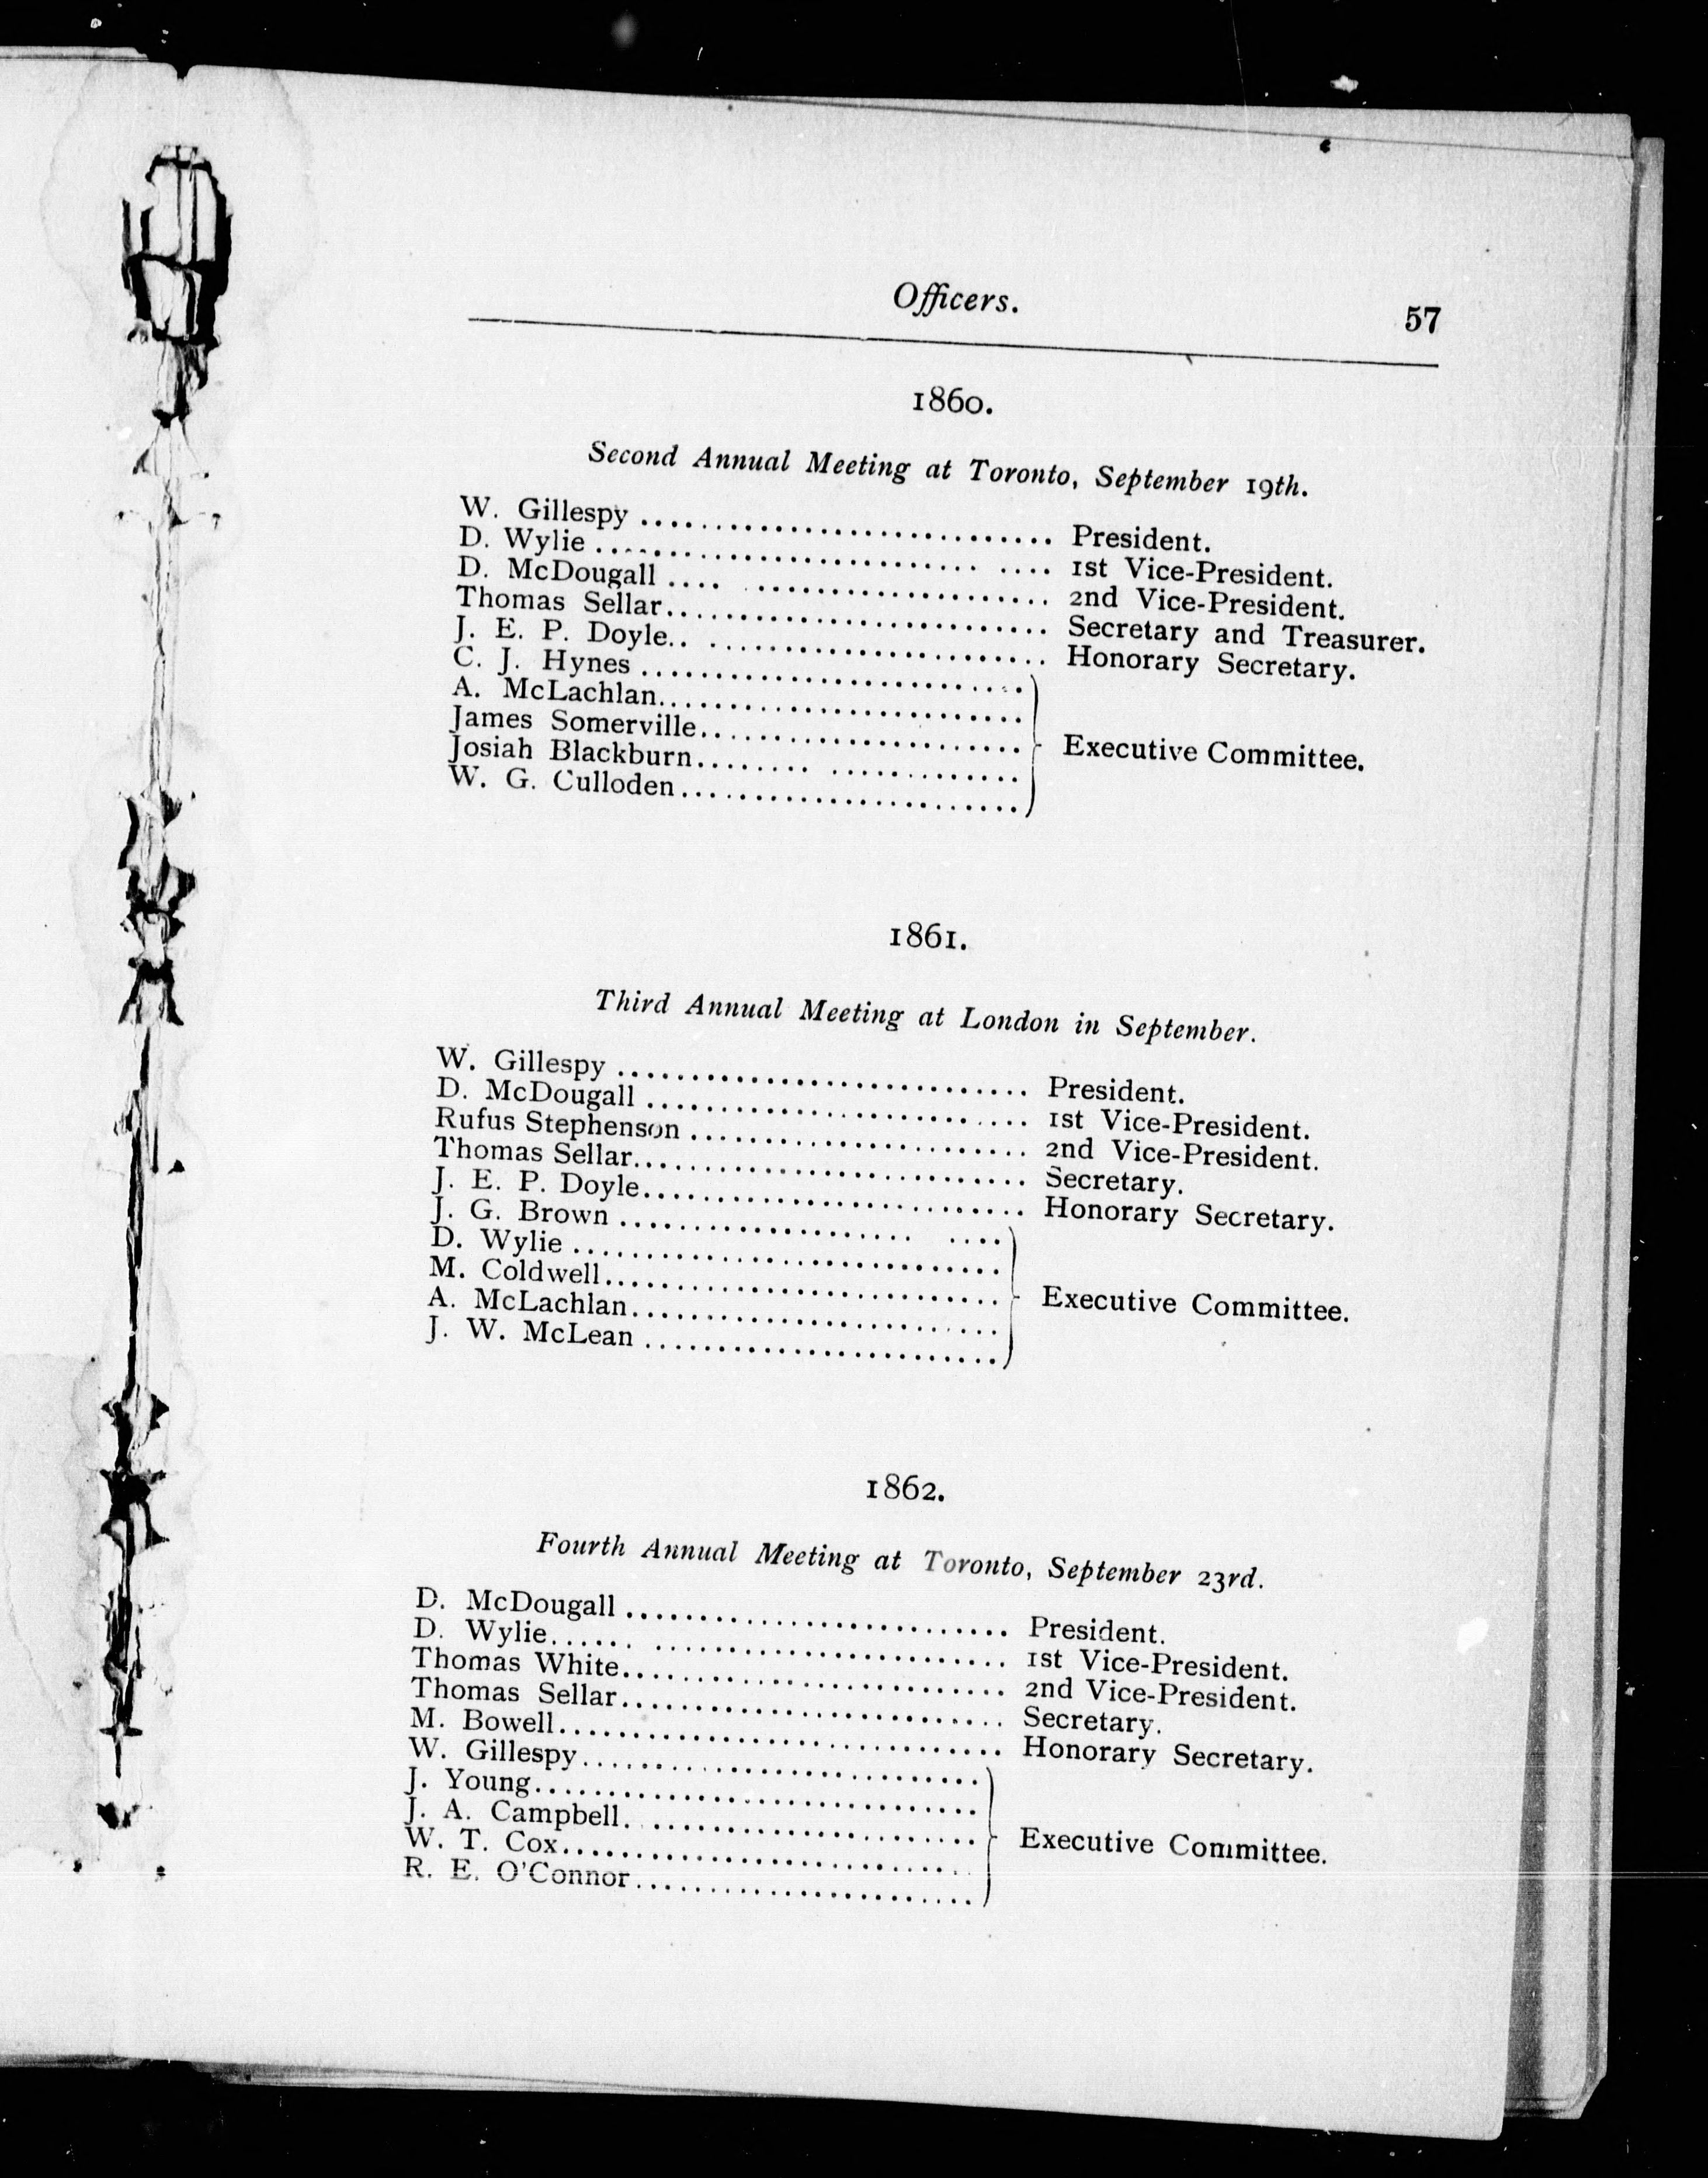 Officers. 57
1860.
Second Annual Meeting at Toronto, September 19th.
W. Gillespy .............................. President.
D. Wylie .............................. 1st Vice-President.
D. McDougall .............................. 2nd Vice-President.
Thomas Sellar.............................. Secretary and Treasurer.
J. E. P. Doyle.............................. Honorary Secretary.
C. J. Hynes ..............................
A. McLachlan..............................
James Somerville.............................. Executive Committee.
Josiah Blackburn..............................
W. G. Culloden..............................
1861.
Third Annual Meeting at London in September.
W. Gillespy .............................. President.
D. McDougall .............................. 1st Vice-President.
Rufus Stephenson .............................. 2nd Vice-President.
Thomas Sellar.............................. Secretary.
J. E. P. Doyle.............................. Honorary Secretary.
J. G. Brown ..............................
D. Wylie ..............................
M. Coldwell.............................. Executive Committee.
A. McLachlan..............................
J. W. McLean ..............................
1862.
Fourth Annual Meeting at Toronto, September 23rd.
D. McDougall .............................. President.
D. Wylie.............................. 1st Vice-President.
Thomas White.............................. 2nd Vice-President.
Thomas Sellar.............................. Secretary.
M. Bowell.............................. Honorary Secretary.
W. Gillespy..............................
J. Young..............................
J. A. Campbell.............................. Executive Committee.
W. T. Cox..............................
R. E. O'Connor..............................